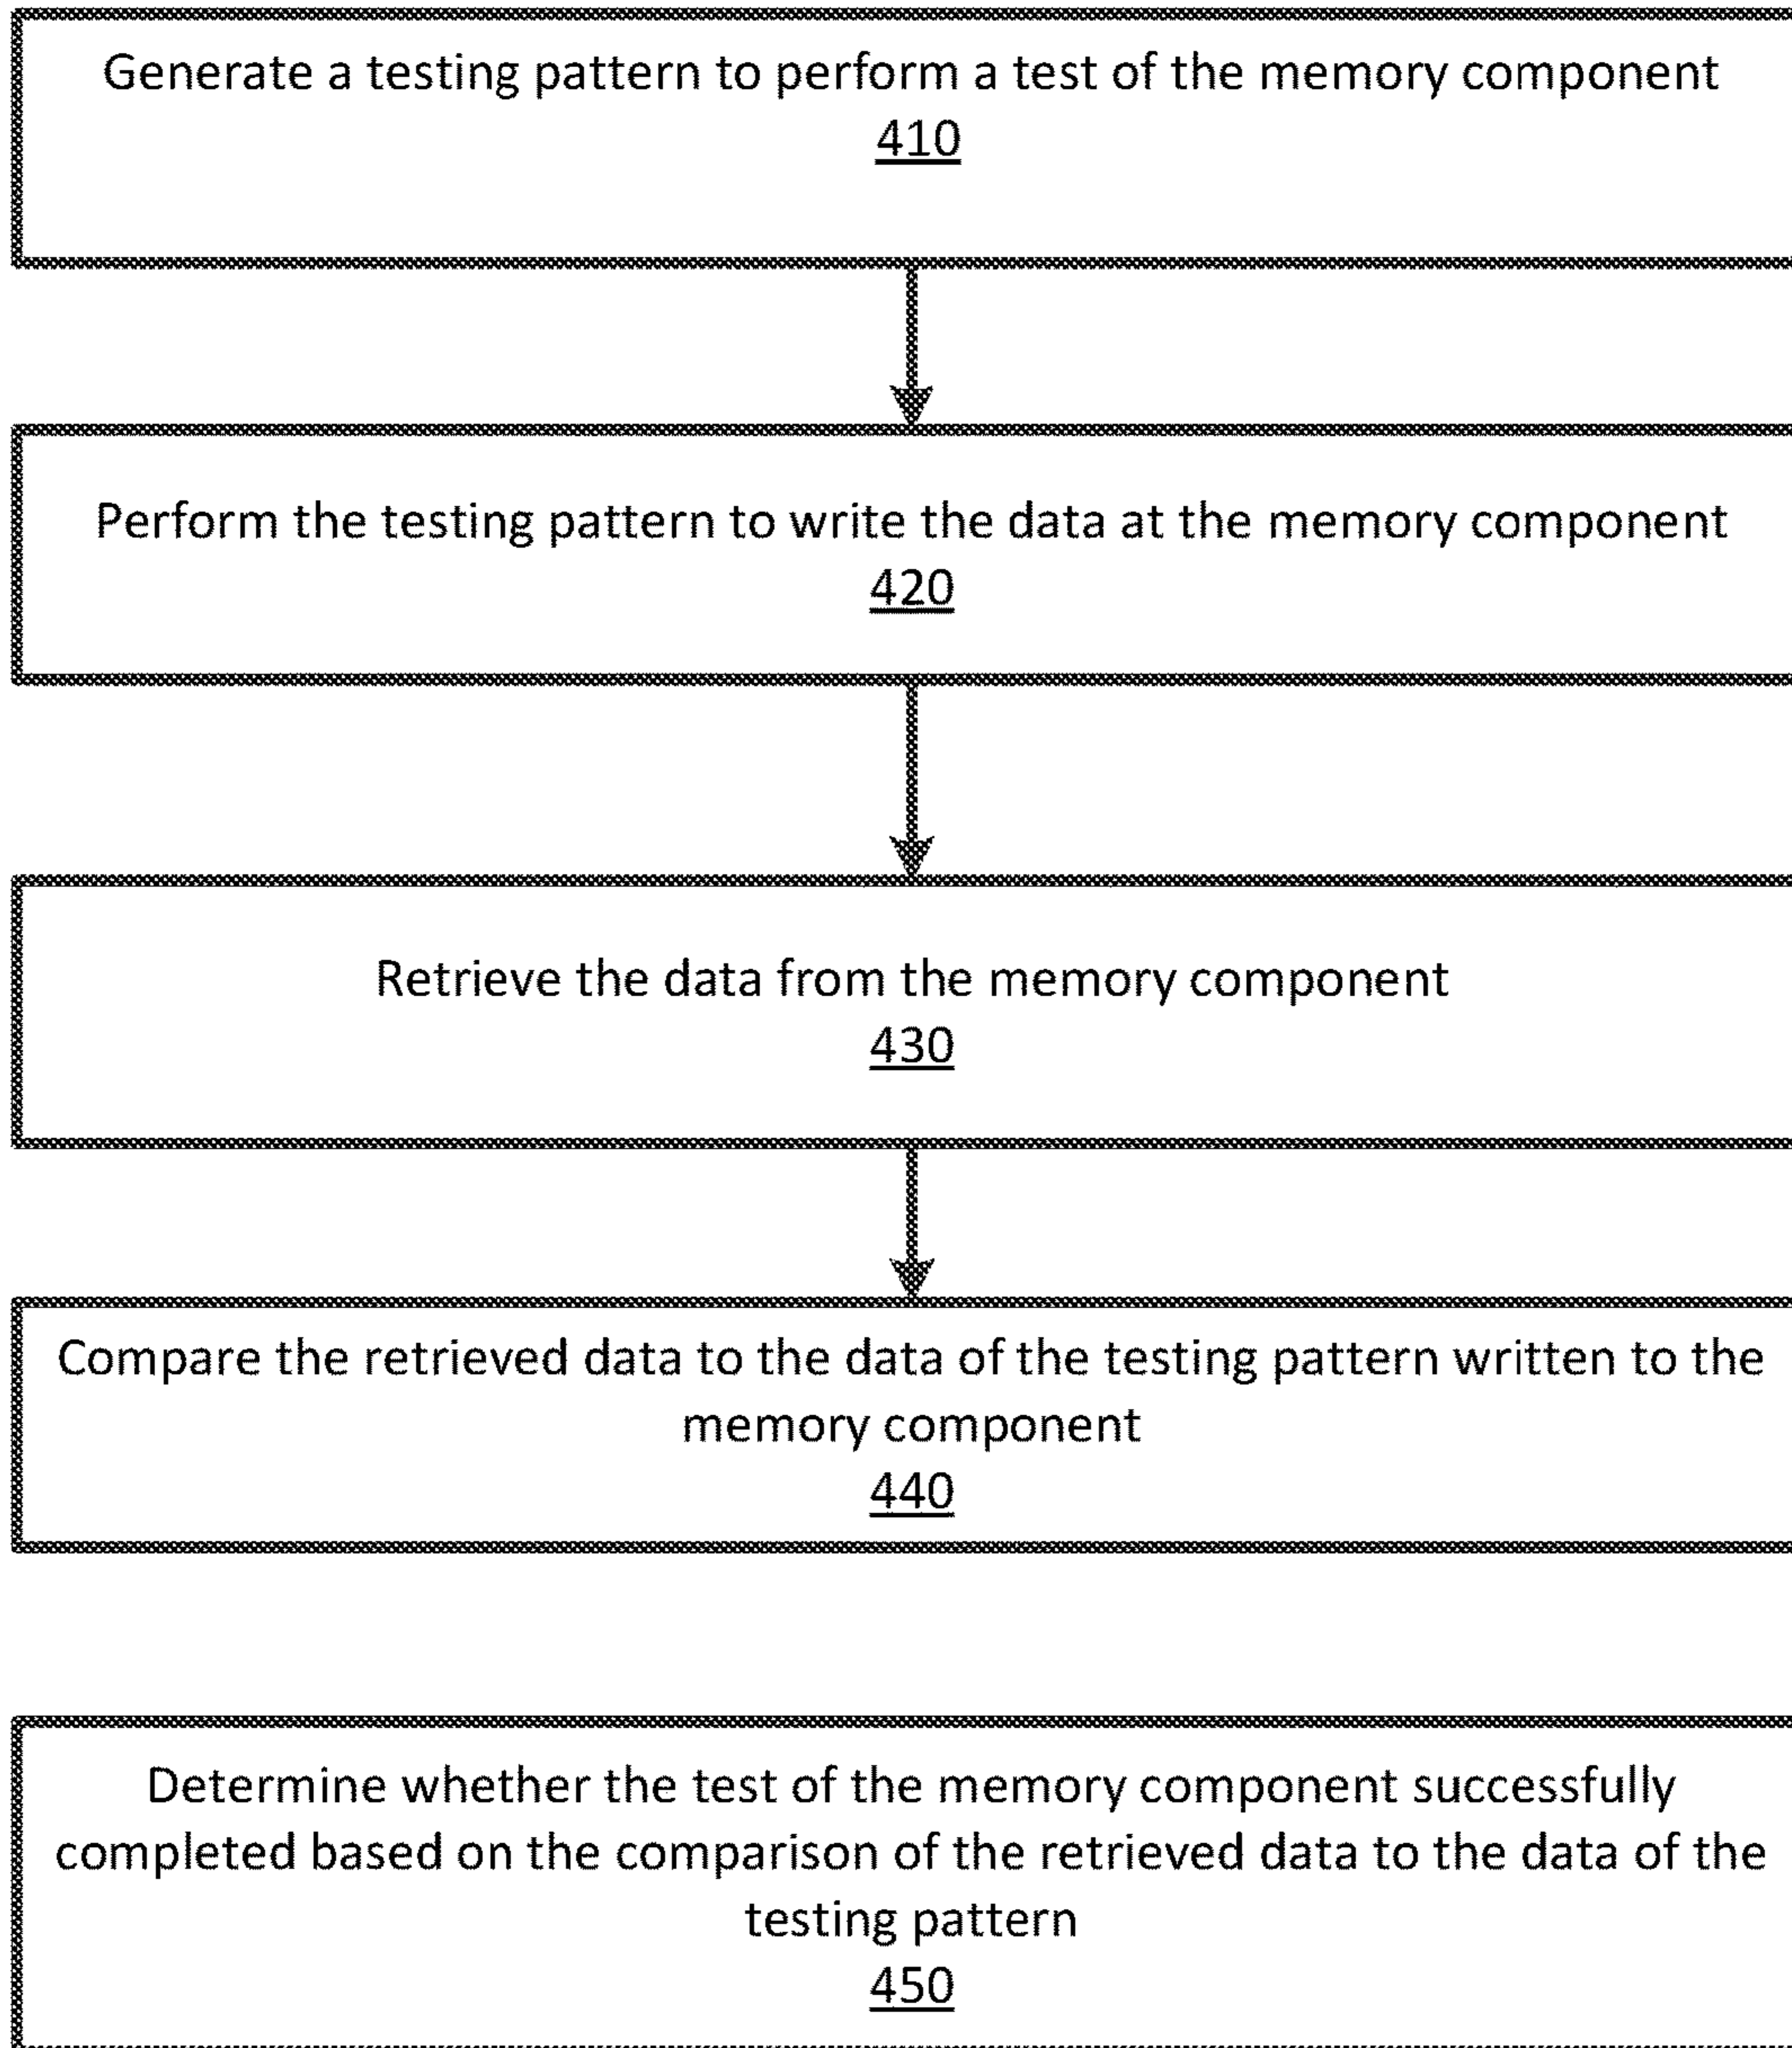 Generate a testing pattern to perform a test of the memory component
410
Perform the testing pattern to write the data at the memory component
420
Retrieve the data from the memory component
430
Compare the retrieved data to the data of the testing pattern written to the
memory component
440
Determine whether the test of the memory component successfully
completed based on the comparison of the retrieved data to the data of the
testing pattern
450